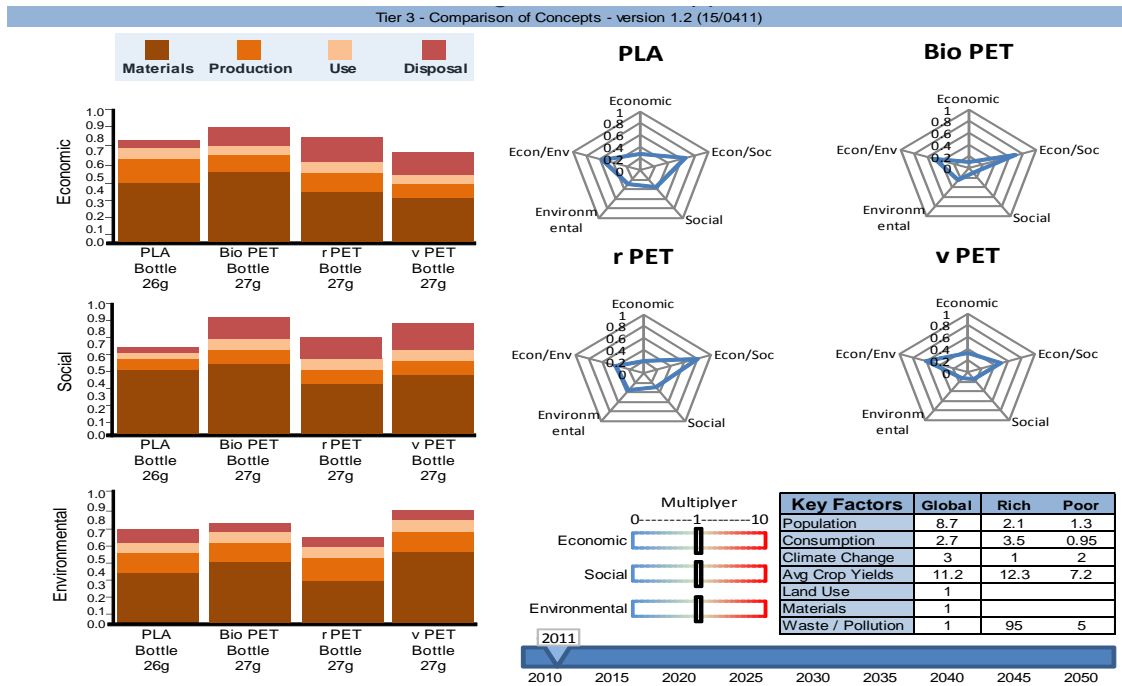 Tier 3 - Comparison of Concepts - version 1.2 (15/0411)
Materials Production Use Disposal
Economic
1.0
0.9
0.8
0.7
0.6
0.5
0.4
0.3
0.2
0.1
0.0
PLA Bio PET r PET v PET
Bottle Bottle Bottle Bottle
26g 27g 27g 27g
Social
1.0
0.9
0.8
0.7
0.6
0.5
0.4
0.3
0.2
0.1
0.0
PLA Bio PET r PET v PET
Bottle Bottle Bottle Bottle
26g 27g 27g 27g
Environmental
1.0
0.9
0.8
0.7
0.6
0.5
0.4
0.3
0.2
0.1
0.0
PLA Bio PET r PET v PET
Bottle Bottle Bottle Bottle
26g 27g 27g 27g
PLA
Economic
1
0.8
0.6
0.4
0.2
0
Econ/Env Econ/Soc
Environm
ental
Social
Bio PET
Economic
1
0.8
0.6
0.4
0.2
0
Econ/Env Econ/Soc
Environm
ental
Social
r PET
Economic
1
0.8
0.6
0.4
0.2
0
Econ/Env Econ/Soc
Environm
ental
Social
v PET
Economic
1
0.8
0.6
0.4
0.2
0
Econ/Env Econ/Soc
Environm
ental
Social
Multiplyer
0--------1--------10
Economic
Social
Environmental
Key Factors Global Rich Poor
Population 8.7 2.1 1.3
Consumption 2.7 3.5 0.95
Climate Change 3 1 2
Avg Crop Yields 11.2 12.3 7.2
Land Use 1
Materials 1
Waste / Pollution 1 95 5
2011
2010 2015 2020 2030 2035 2040 2045 2050